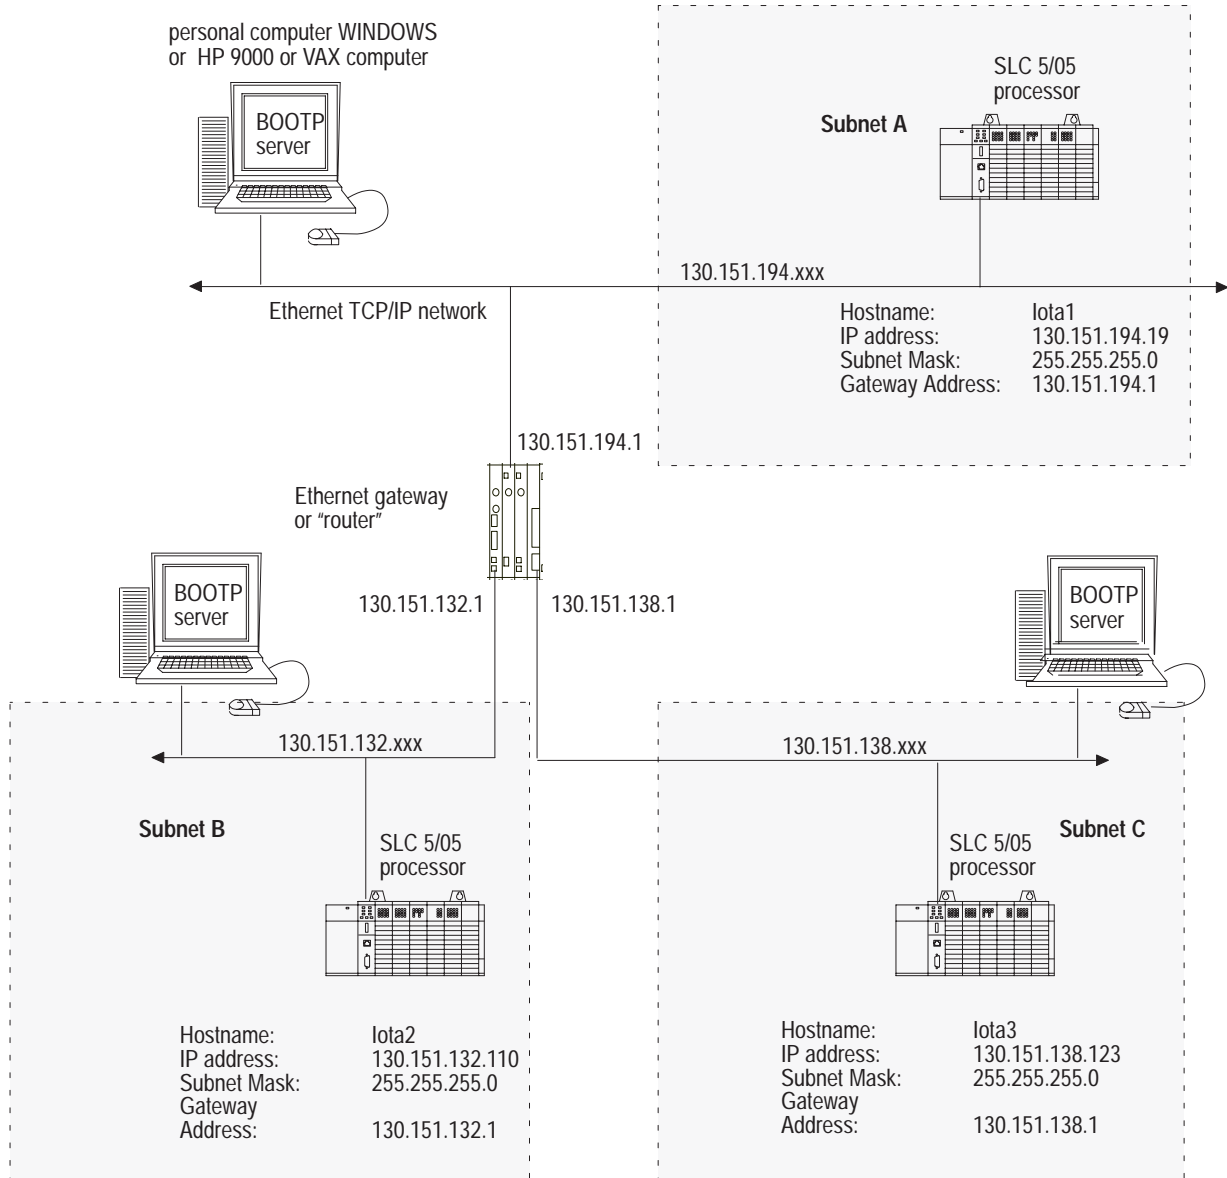 personal computer WINDOWS
or HP 9000 or VAX computer
BOOTP
server
SLC 5/05
processor
Subnet A
130.151.194.xxx
Ethernet TCP/IP network
Hostname: Iota1
IP address: 130.151.194.19
Subnet Mask: 255.255.255.0
Gateway Address: 130.151.194.1
130.151.194.1
Ethernet gateway
or “router”
130.151.132.1
130.151.138.1
BOOTP
server
BOOTP
server
130.151.132.xxx
130.151.138.xxx
Subnet B
SLC 5/05
processor
Subnet C
SLC 5/05
processor
Hostname: Iota2
IP address: 130.151.132.110
Subnet Mask: 255.255.255.0
Gateway
Address: 130.151.132.1
Hostname: Iota3
IP address: 130.151.138.123
Subnet Mask: 255.255.255.0
Gateway
Address: 130.151.138.1